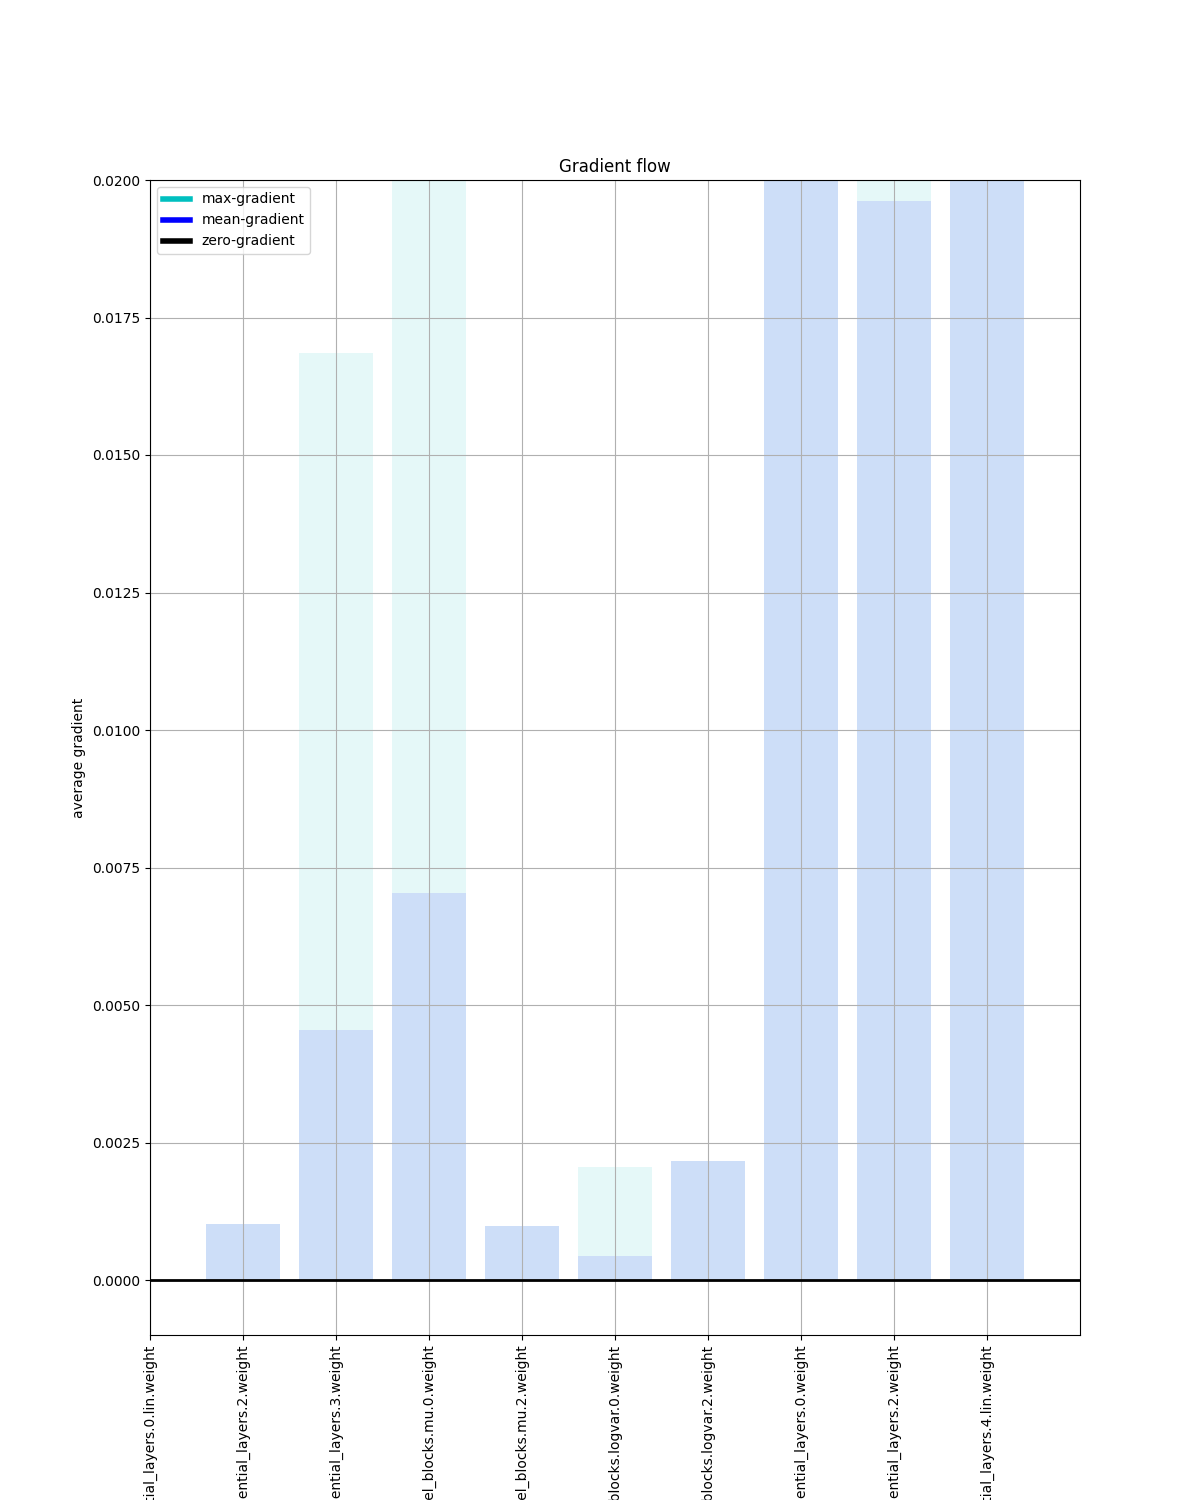 Gradient flow
max-gradient
mean-gradient
zero-gradient
0.0200
0.0175
0.0150
0.0125
0.0100
0.0075
0.0050
0.0025
0.0000
average gradient
tial_layers.0.lin.weight
ential_layers.2.weight
ential_layers.3.weight
el_blocks.mu.0.weight
el_blocks.mu.2.weight
blocks.logvar.0.weight
blocks.logvar.2.weight
ential_layers.0.weight
ential_layers.2.weight
tial_layers.4.lin.weight